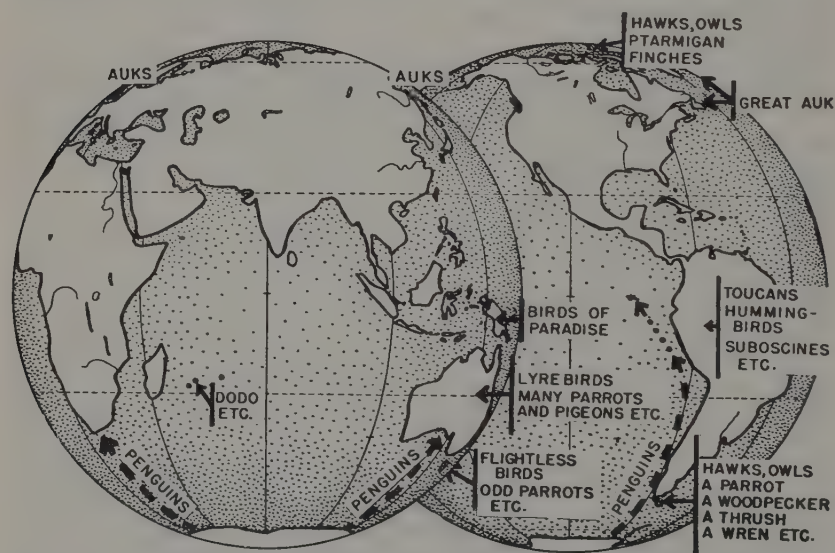 AUKS
AUKS
HAWKS, OWLS
PTARMIGAN
FINCHES
GREAT AUK
BIRDS OF
PARADISE
TOUCANS
HUMMING-
BIRDS
SUBOSCINES
ETC.
DODO
ETC.
LYREBIRDS
MANY PARROTS
AND PIGEONS ETC.
PENGUINS
PENGUINS
FLIGHTLESS
BIRDS
ODD PARROTS
ETC.
PENGUINS
HAWKS, OWLS
A PARROT
A WOODPECKER
A THRUSH
A WREN ETC.